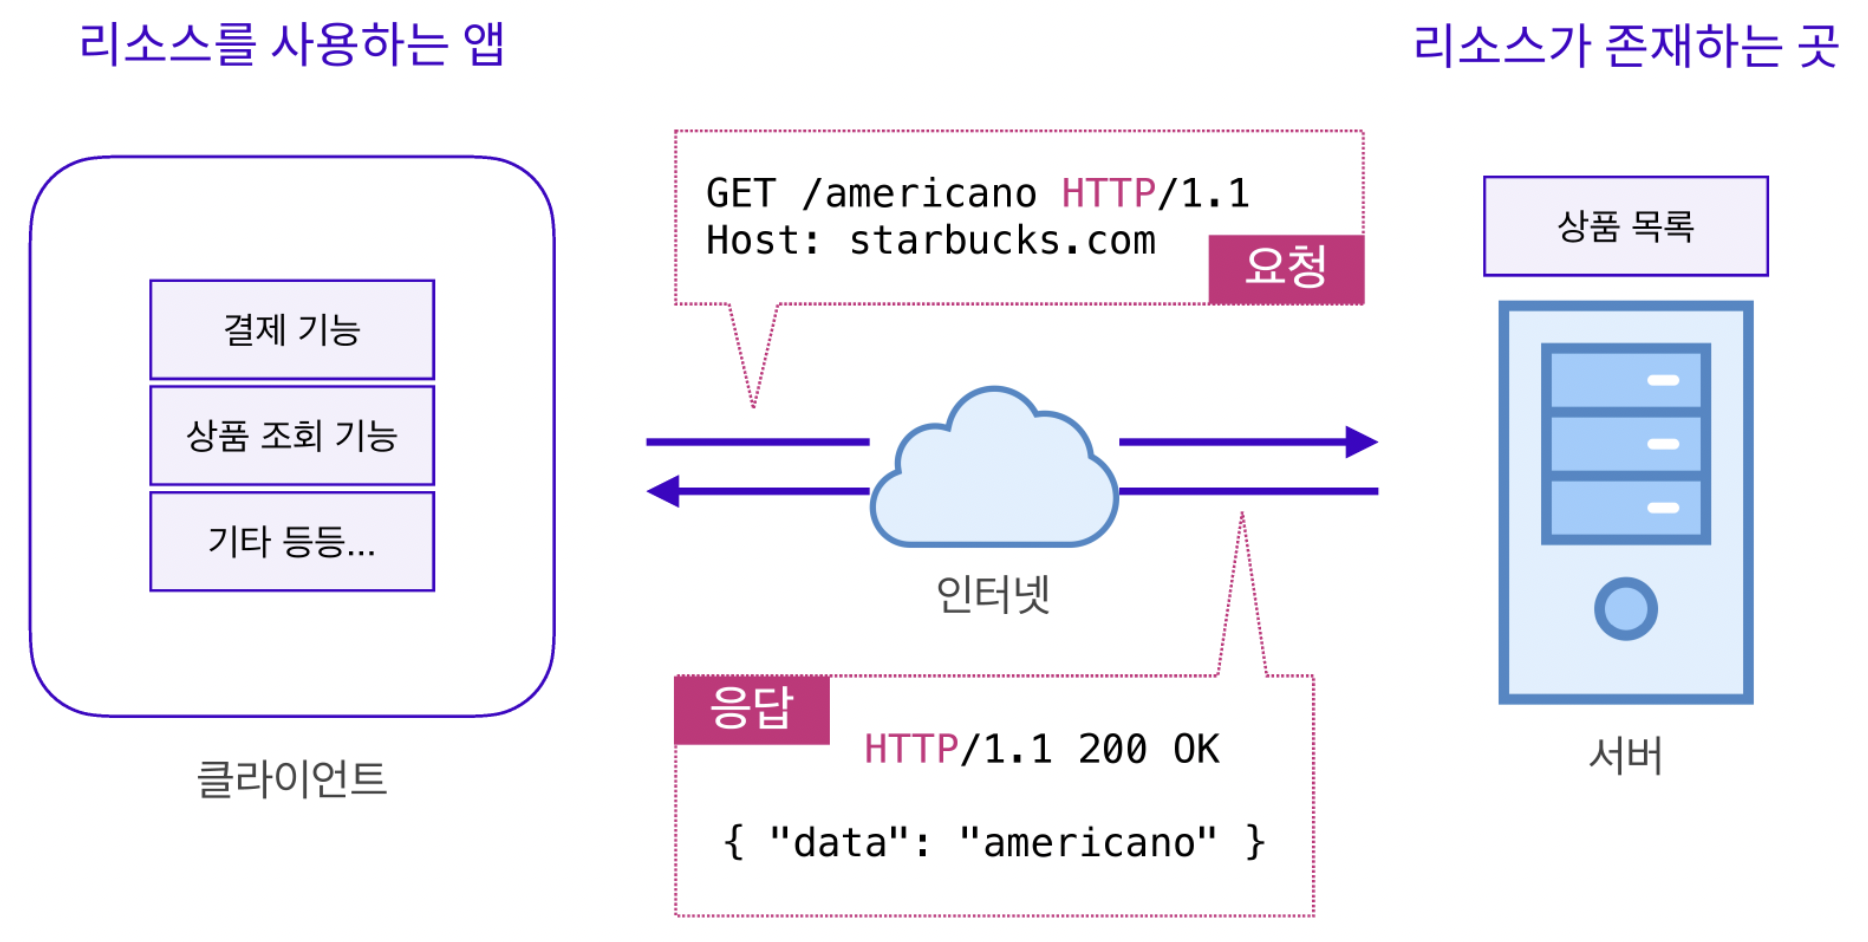 리소스를 사용하는 앱
리소스가 존재하는 곳
GET /americano HTTP/1.1
Host: starbucks.com
요청
상품 목록
결제 기능
상품 조회 기능
기타 등등...
인터넷
응답
HTTP/1.1 200 OK
{ "data": "americano" }
클라이언트
서버